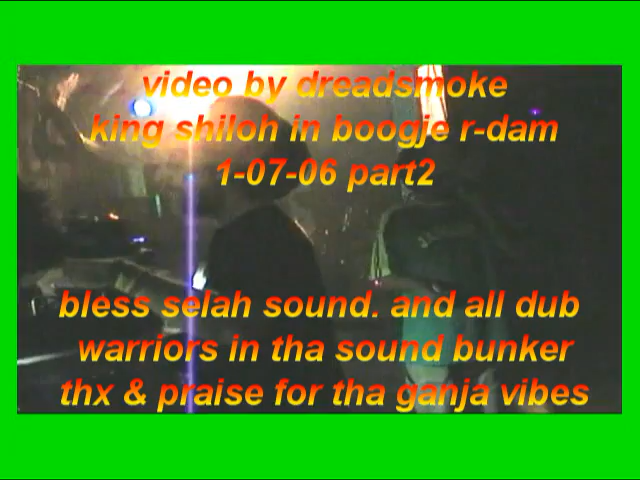 video by dreadsmoke
king shiloh in boogje r-dam
1-07-06 part2
bless selah sound. and all dub
warriors in tha sound bunker
thx & praise for tha ganja vibes